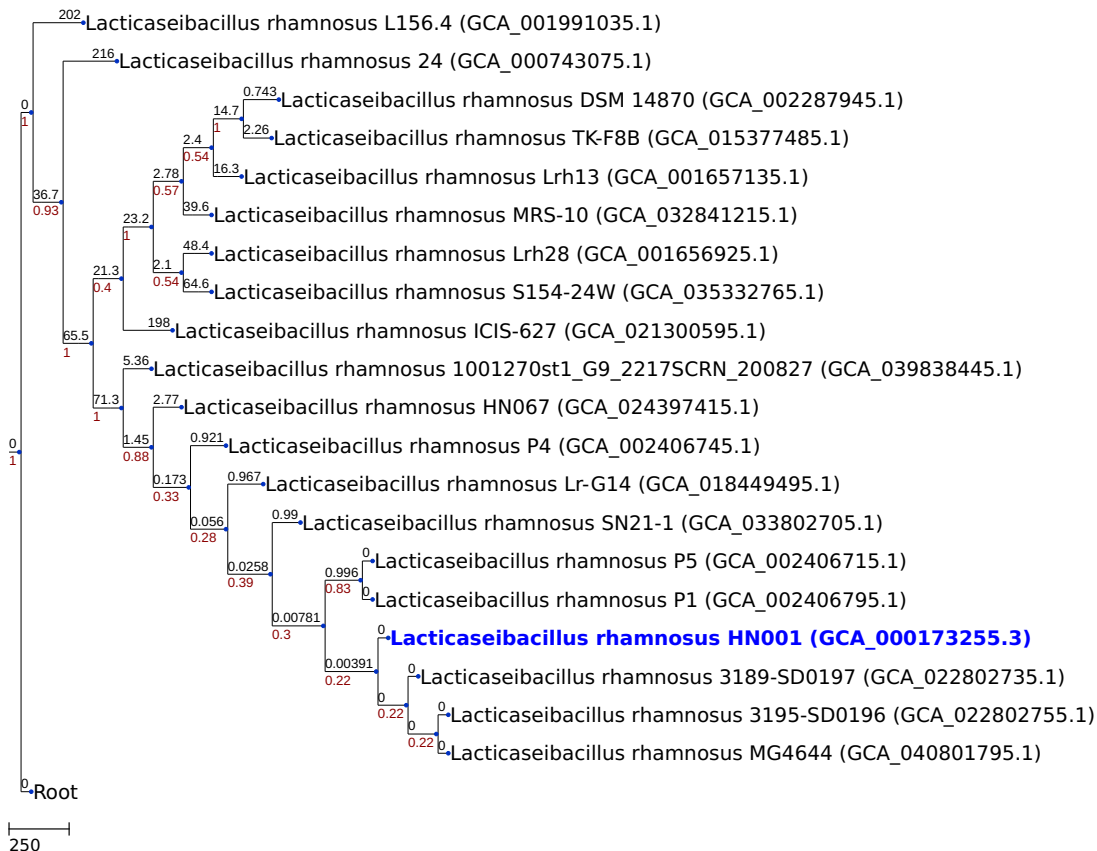 202 Lacticaseibacillus rhamnosus L156.4 (GCA_001991035.1)
216 Lacticaseibacillus rhamnosus 24 (GCA_000743075.1)
0.743 Lacticaseibacillus rhamnosus DSM 14870 (GCA_002287945.1)
0
1
14.7
1
2.26 Lacticaseibacillus rhamnosus TK-F8B (GCA_015377485.1)
2.4
0.54
16.3 Lacticaseibacillus rhamnosus Lrh13 (GCA_001657135.1)
2.78
0.57
36.7
0.93
39.6 Lacticaseibacillus rhamnosus MRS-10 (GCA_032841215.1)
23.2
1
48.4 Lacticaseibacillus rhamnosus Lrh28 (GCA_001656925.1)
2.1
0.54
21.3
0.4
64.6 Lacticaseibacillus rhamnosus S154-24W (GCA_035332765.1)
198 Lacticaseibacillus rhamnosus ICIS-627 (GCA_021300595.1)
65.5
1
5.36 Lacticaseibacillus rhamnosus 1001270st1_G9_2217SCRN_200827 (GCA_039838445.1)
71.3
1
2.77 Lacticaseibacillus rhamnosus HN067 (GCA_024397415.1)
0
1
1.45
0.88
0.921 Lacticaseibacillus rhamnosus P4 (GCA_002406745.1)
0.173
0.33
0.967 Lacticaseibacillus rhamnosus Lr-G14 (GCA_018449495.1)
0.056
0.28
0.99 Lacticaseibacillus rhamnosus SN21-1 (GCA_033802705.1)
0.0258
0.39
0 Lacticaseibacillus rhamnosus P5 (GCA_002406715.1)
0.996
0.83
0 Lacticaseibacillus rhamnosus P1 (GCA_002406795.1)
0.00781
0.3
0 Lacticaseibacillus rhamnosus HN001 (GCA_000173255.3)
0.00391
0.22
0 Lacticaseibacillus rhamnosus 3189-SD0197 (GCA_022802735.1)
0
0.22
0 Lacticaseibacillus rhamnosus 3195-SD0196 (GCA_022802755.1)
0
0.22
0 Lacticaseibacillus rhamnosus MG4644 (GCA_040801795.1)
0 Root
250